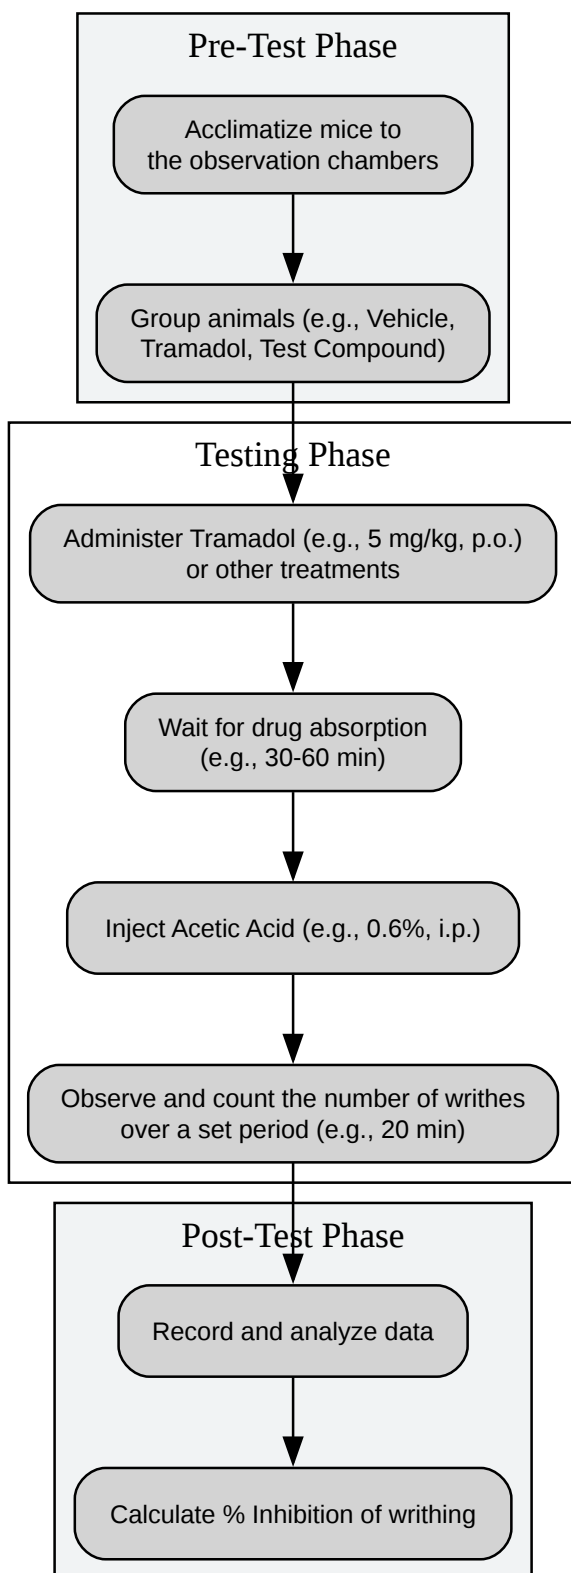 Pre-Test Phase
Acclimatize mice to
the observation chambers
Group animals (e.g., Vehicle,
Tramadol, Test Compound)
Testing Phase
Administer Tramadol (e.g., 5 mg/kg, p.o.)
or other treatments
Wait for drug absorption
(e.g., 30-60 min)
Inject Acetic Acid (e.g., 0.6%, i.p.)
Observe and count the number of writhes
over a set period (e.g., 20 min)
Post-Test Phase
Record and analyze data
Calculate % Inhibition of writhing